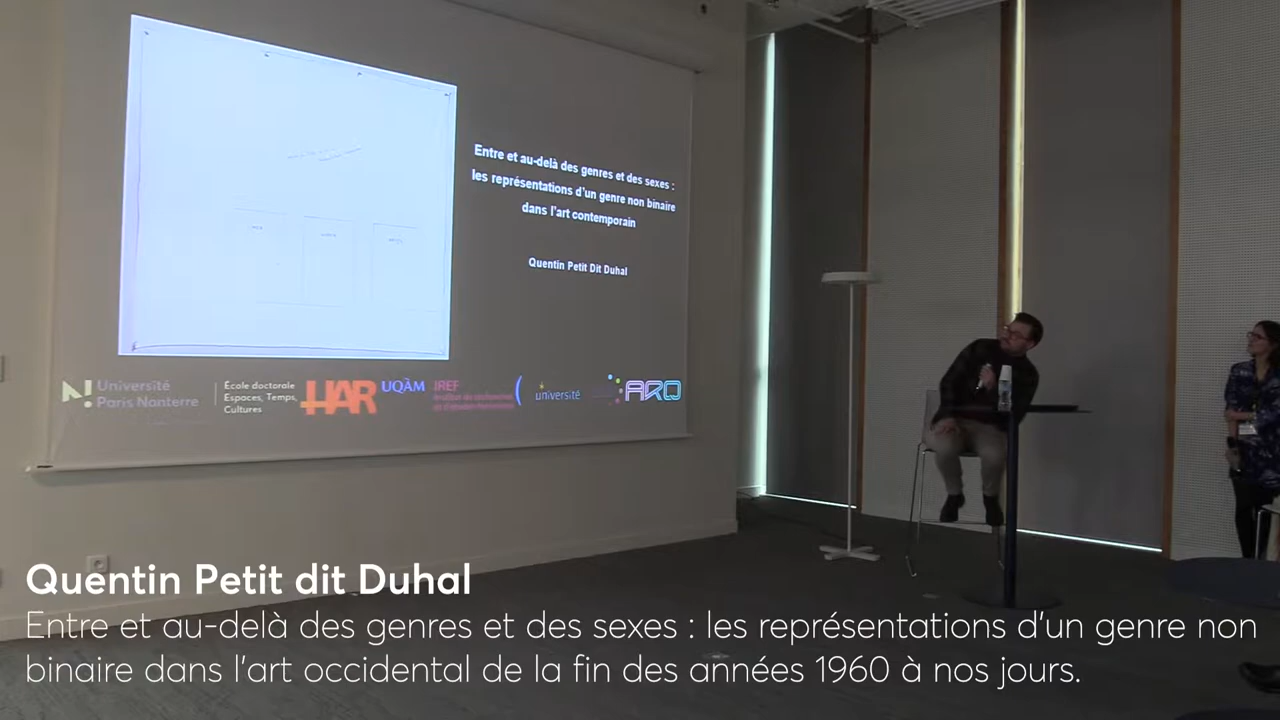 Entre et au-delà des genres et des sexes :
les représentations d'un genre non binaire
dans l'art contemporain
Quentin Petit Dit Duhal
Université
Paris Nanterre
École doctorale
Espaces, Temps,
Cultures
HAR
UQÀM
IREF
université
Quentin Petit dit Duhal
Entre et au-delà des genres et des sexes : les représentations d'un genre non
binaire dans l'art occidental de la fin des années 1960 à nos jours.